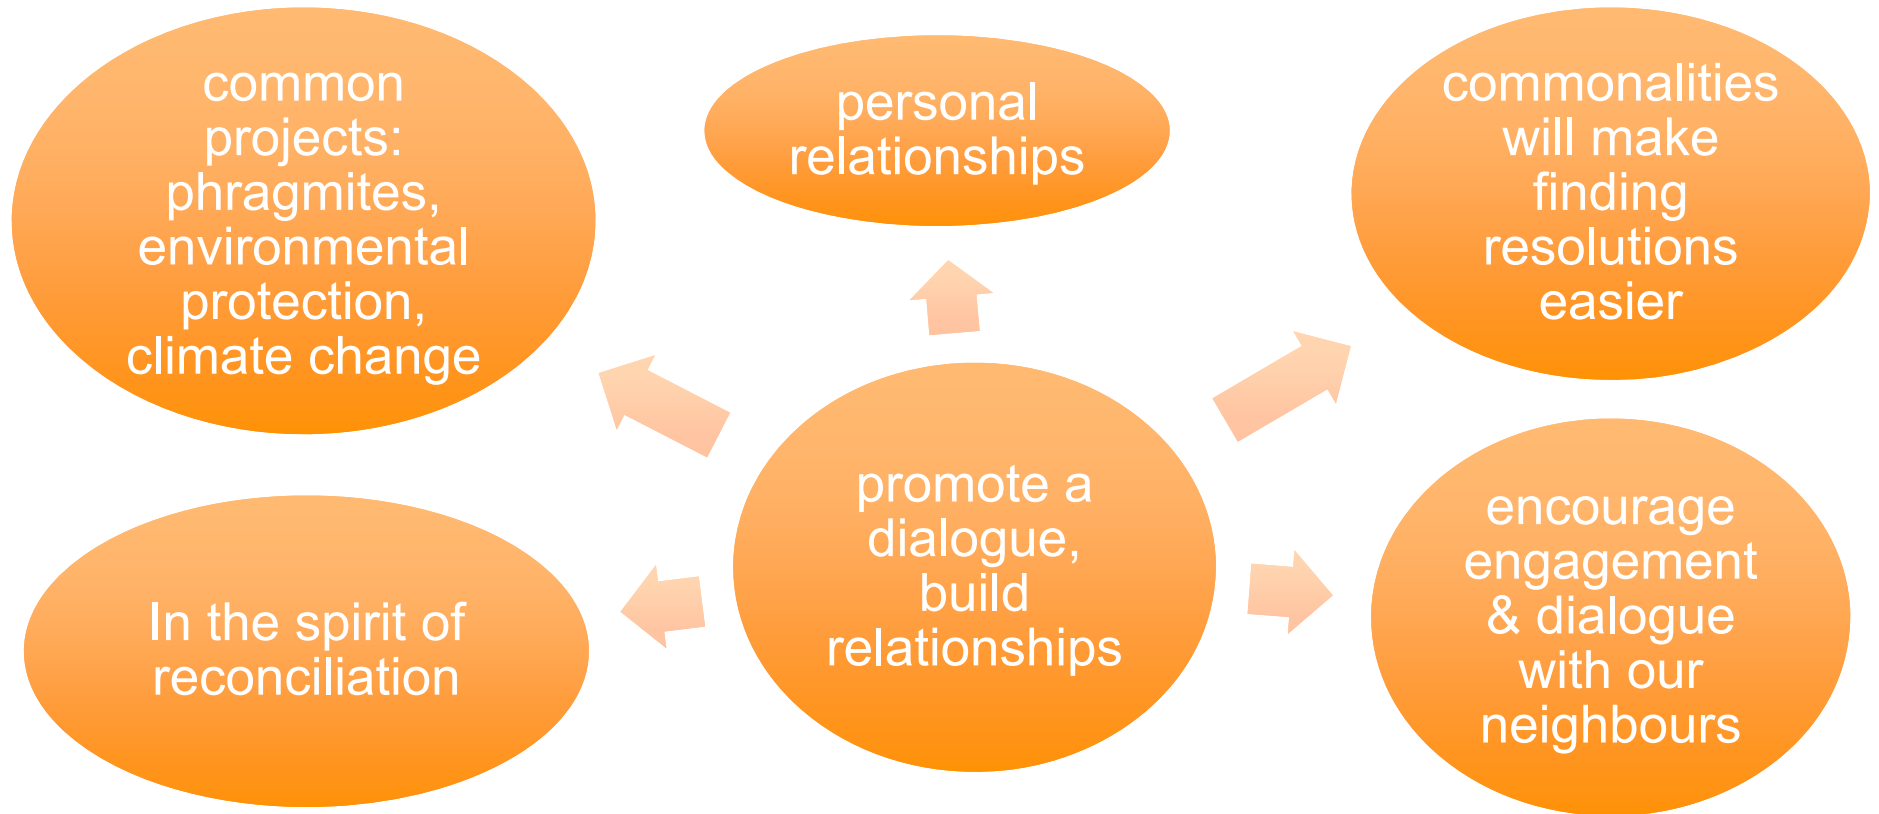 common
projects:
phragmites,
environmental
protection,
climate change
personal
relationships
commonalities
will make
finding
resolutions
easier
In the spirit of
reconciliation
promote a
dialogue,
build
relationships
encourage
engagement
& dialogue
with our
neighbours